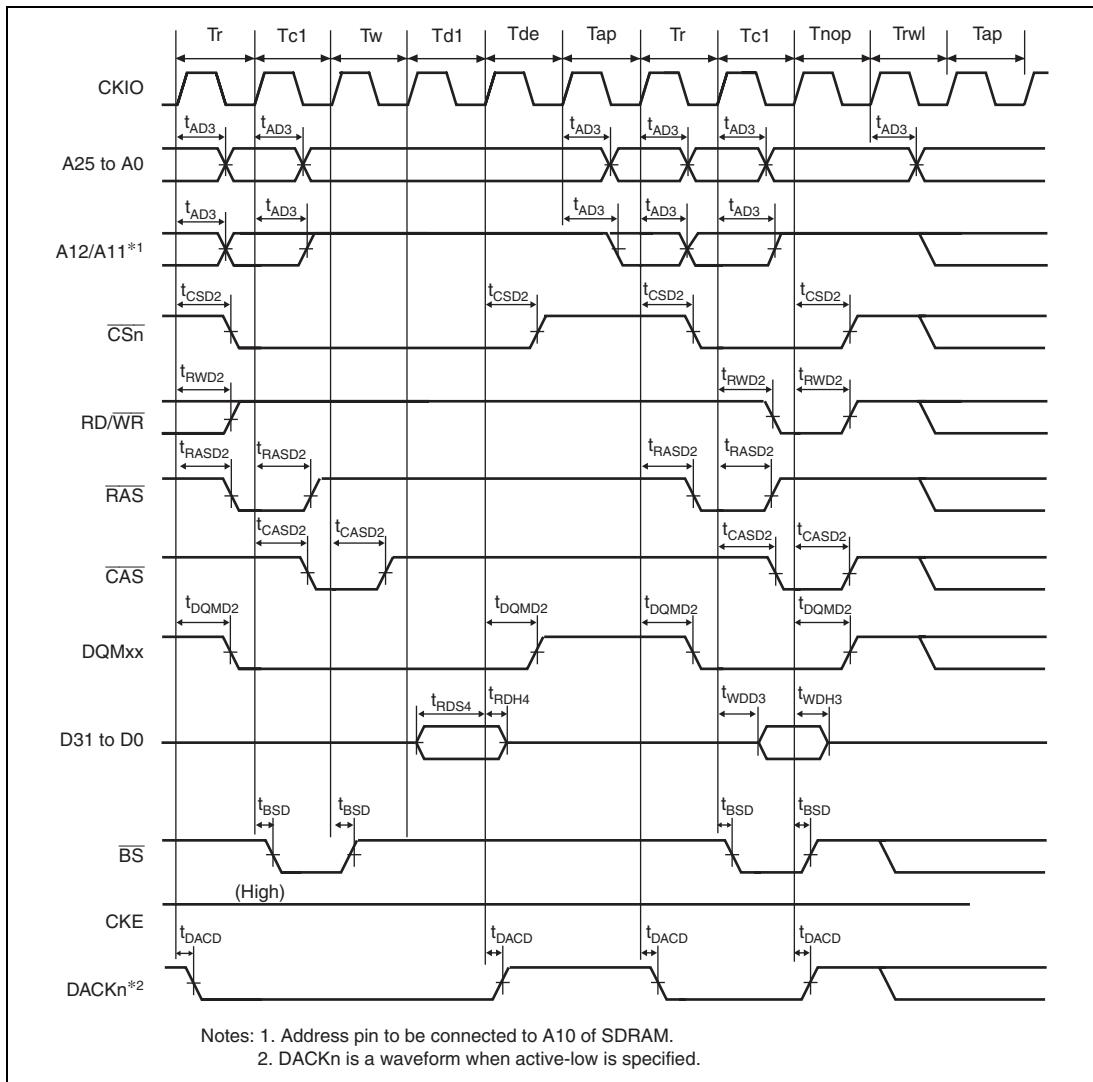 Tr Tc1 Tw Td1 Tde Tap Tr Tc1 Tnop Trwl Tap
CKIO
tAD3 tAD3 tAD3 tAD3 tAD3 tAD3
A25 to A0
tAD3 tAD3 tAD3 tAD3 tAD3
A12/A11*1
tCSD2 tCSD2 tCSD2 tCSD2
CSn
tRWD2 tRWD2 tRWD2
RD/WR
tRASD2 tRASD2 tRASD2 tRASD2
RAS
tCASD2 tCASD2 tCASD2 tCASD2
CAS
tDQMD2 tDQMD2 tDQMD2 tDQMD2
DQMxx
tRDS4 tRDH4 tWDD3 tWDH3
D31 to D0
tBSD tBSD tBSD tBSD
BS
(High)
CKE
tDACD tDACD tDACD tDACD
DACKn*2
Notes: 1. Address pin to be connected to A10 of SDRAM.
2. DACKn is a waveform when active-low is specified.